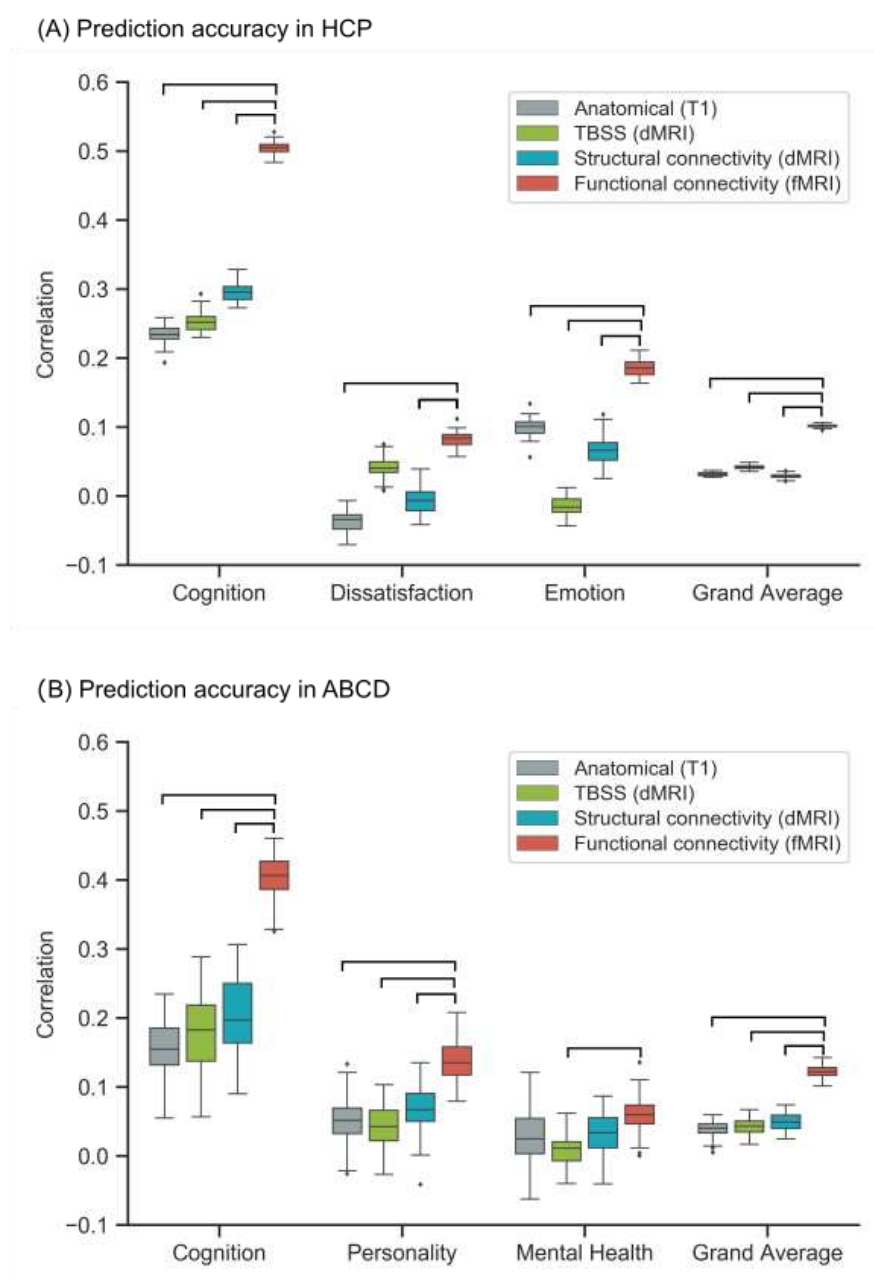 (A) Prediction accuracy in HCP
0.6
0.5
0.4
0.3
0.2
0.1
0.0
−0.1
Correlation
Anatomical (T1)
TBSS (dMRI)
Structural connectivity (dMRI)
Functional connectivity (fMRI)
Cognition Dissatisfaction Emotion Grand Average
(B) Prediction accuracy in ABCD
0.6
0.5
0.4
0.3
0.2
0.1
0.0
−0.1
Correlation
Anatomical (T1)
TBSS (dMRI)
Structural connectivity (dMRI)
Functional connectivity (fMRI)
Cognition Personality Mental Health Grand Average